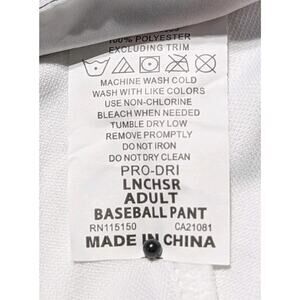 100% POLYESTER
EXCLUDING TRIM
MACHINE WASH COLD
WASH WITH LIKE COLORS
USE NON-CHLORINE
BLEACH WHEN NEEDED
TUMBLE DRY LOW
REMOVE PROMPTLY
DO NOT IRON
DO NOT DRY CLEAN
PRO-DRI
LNCHSR
ADULT
BASEBALL PANT
RN115150 CA21081
MADE IN CHINA